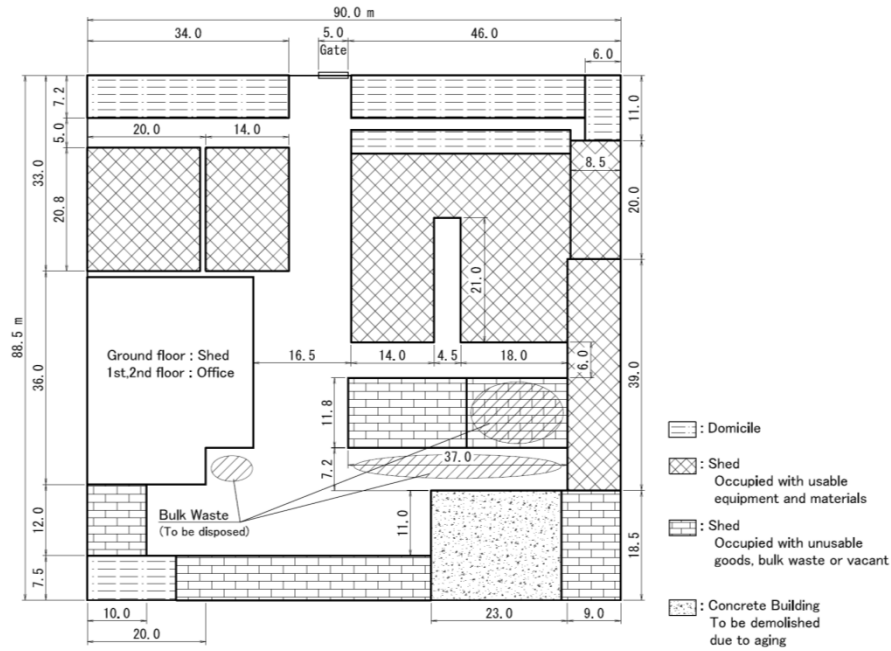 90.0 m
34.0
5.0
46.0
Gate
6.0
7.2
11.0
5.0
20.0
14.0
33.0
20.8
8.5
20.0
21.0
88.5 m
Ground floor : Shed
1st,2nd floor : Office
16.5
14.0
4.5
18.0
6.0
36.0
39.0
11.8
37.0
7.2
Bulk Waste
(To be disposed)
12.0
11.0
18.5
7.5
10.0
23.0
9.0
20.0
: Domicile
: Shed
Occupied with usable
equipment and materials
: Shed
Occupied with unusable
goods, bulk waste or vacant
: Concrete Building
To be demolished
due to aging